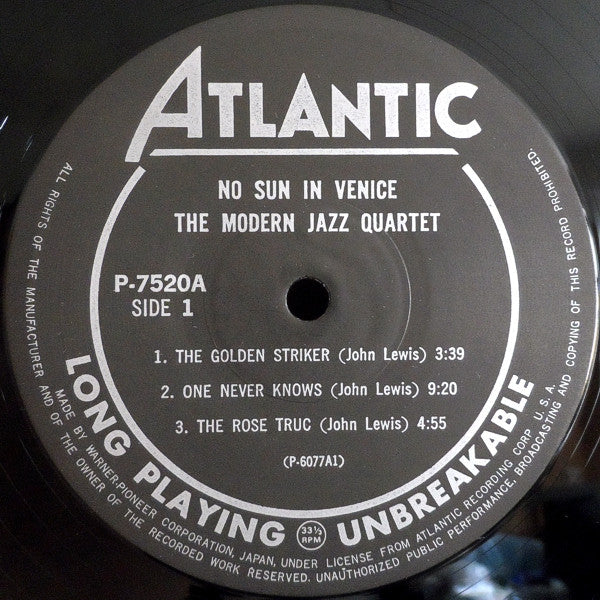 ATLANTIC
NO SUN IN VENICE
THE MODERN JAZZ QUARTET
P-7520A
SIDE 1
1. THE GOLDEN STRIKER (John Lewis) 3:39
2. ONE NEVER KNOWS (John Lewis) 9:20
3. THE ROSE TRUC (John Lewis) 4:55
(P-6077A1)
LONG PLAYING 33⅓ RPM UNBREAKABLE
MADE BY WARNER-PIONEER CORPORATION, JAPAN, UNDER LICENSE FROM ATLANTIC RECORDING CORP U.S.A.
ALL RIGHTS OF THE MANUFACTURER AND OF THE OWNER OF THE RECORDED WORK RESERVED. UNAUTHORIZED PUBLIC PERFORMANCE, BROADCASTING AND COPYING OF THIS RECORD PROHIBITED.